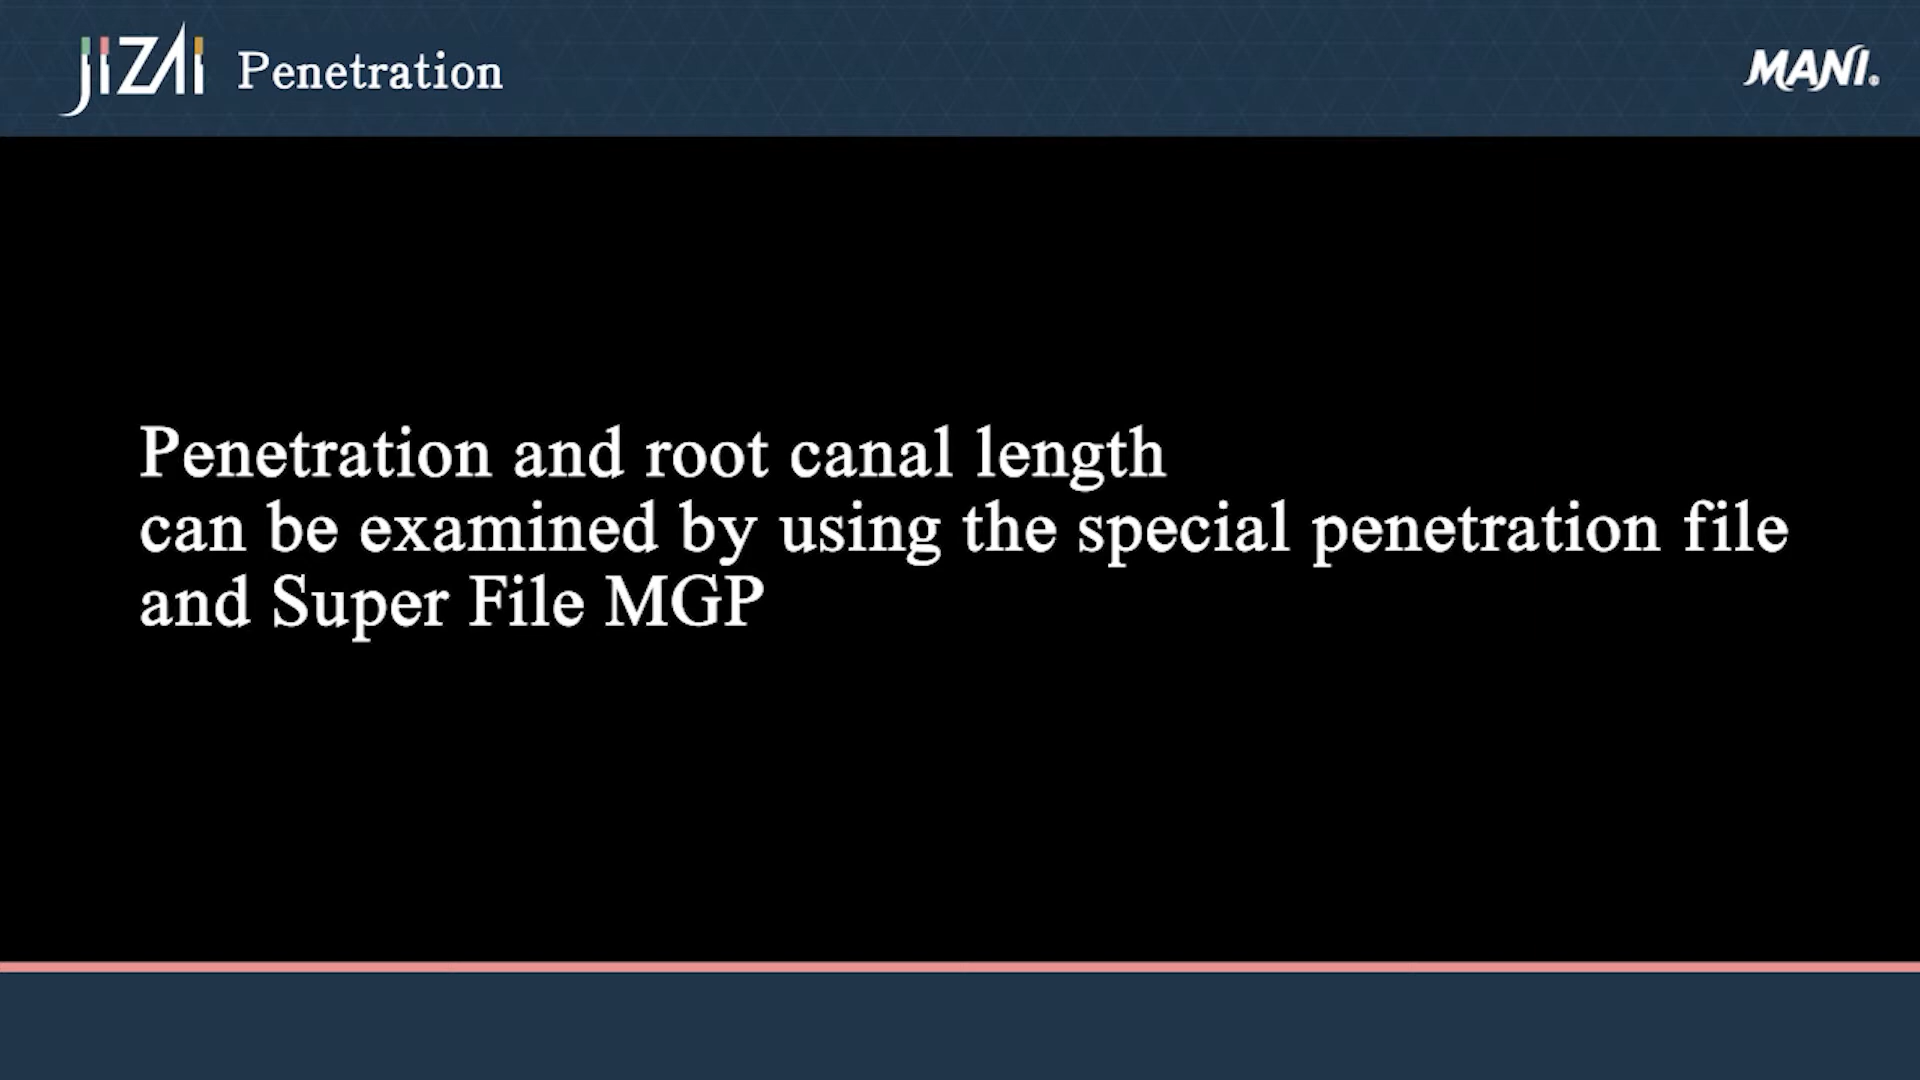 JIZAI Penetration
MANI.
Penetration and root canal length
can be examined by using the special penetration file
and Super File MGP